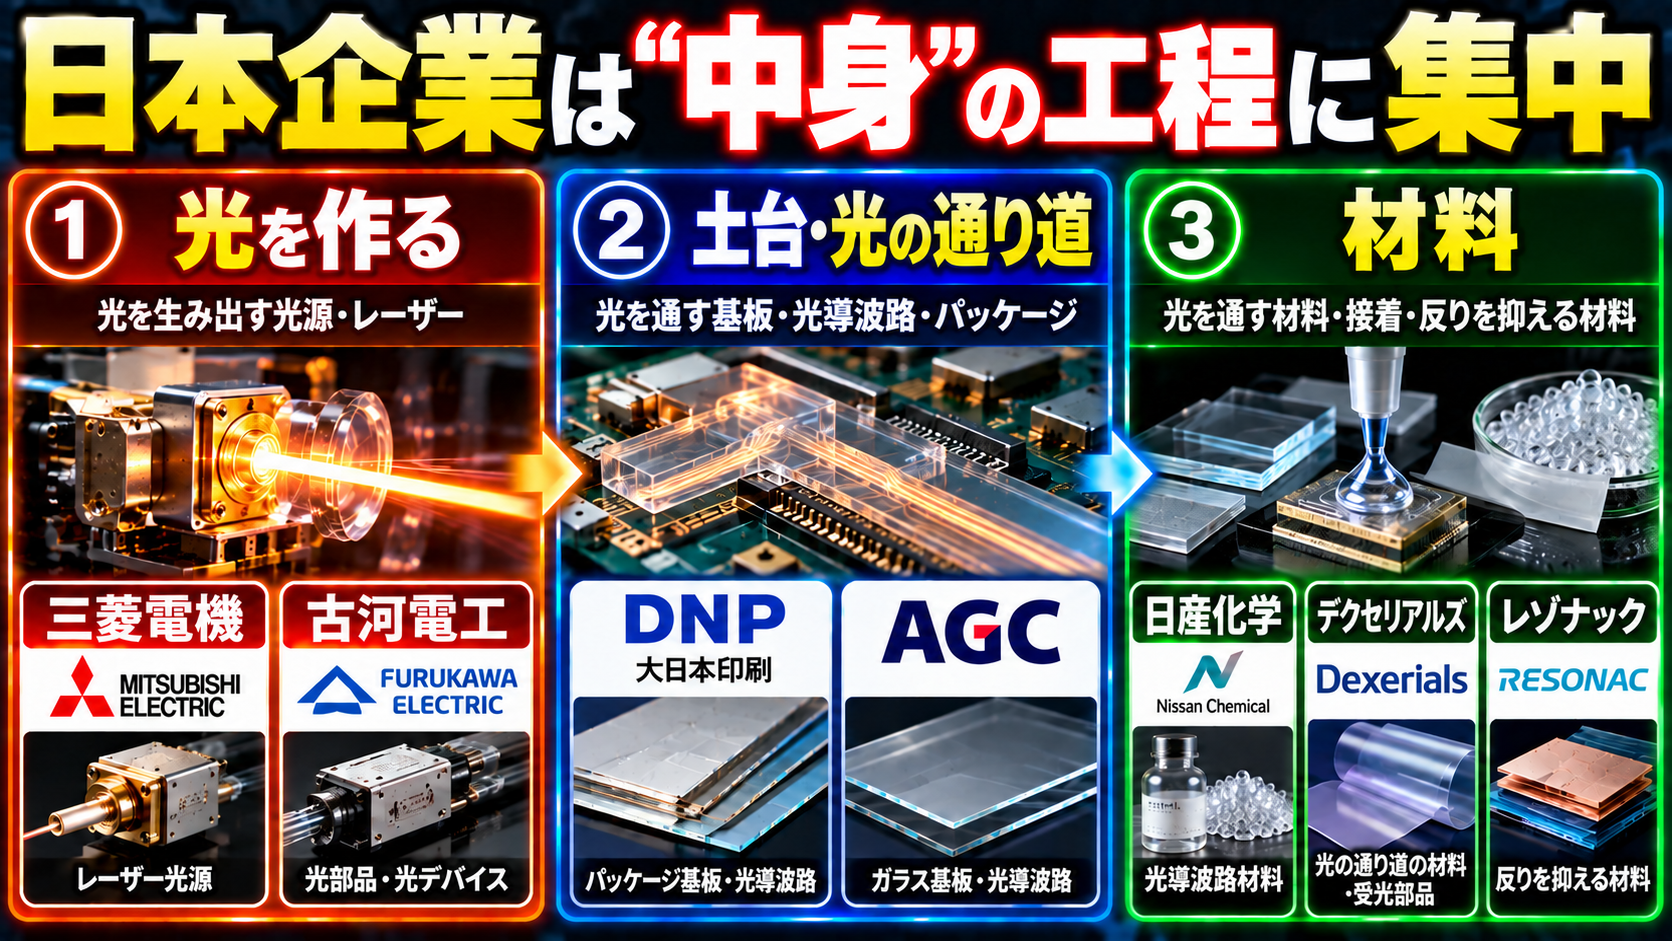 日本企業は“中身”の工程に集中
① 光を作る
光を生み出す光源・レーザー
三菱電機
MITSUBISHI
ELECTRIC
レーザー光源
古河電工
FURUKAWA
ELECTRIC
光部品・光デバイス
② 土台・光の通り道
光を通す基板・光導波路・パッケージ
DNP
大日本印刷
パッケージ基板・光導波路
AGC
ガラス基板・光導波路
③ 材料
光を通す材料・接着・反りを抑える材料
日産化学
Nissan Chemical
光導波路材料
デクセリアルズ
Dexerials
光の通り道の材料
・受光部品
レゾナック
RESONAC
反りを抑える材料